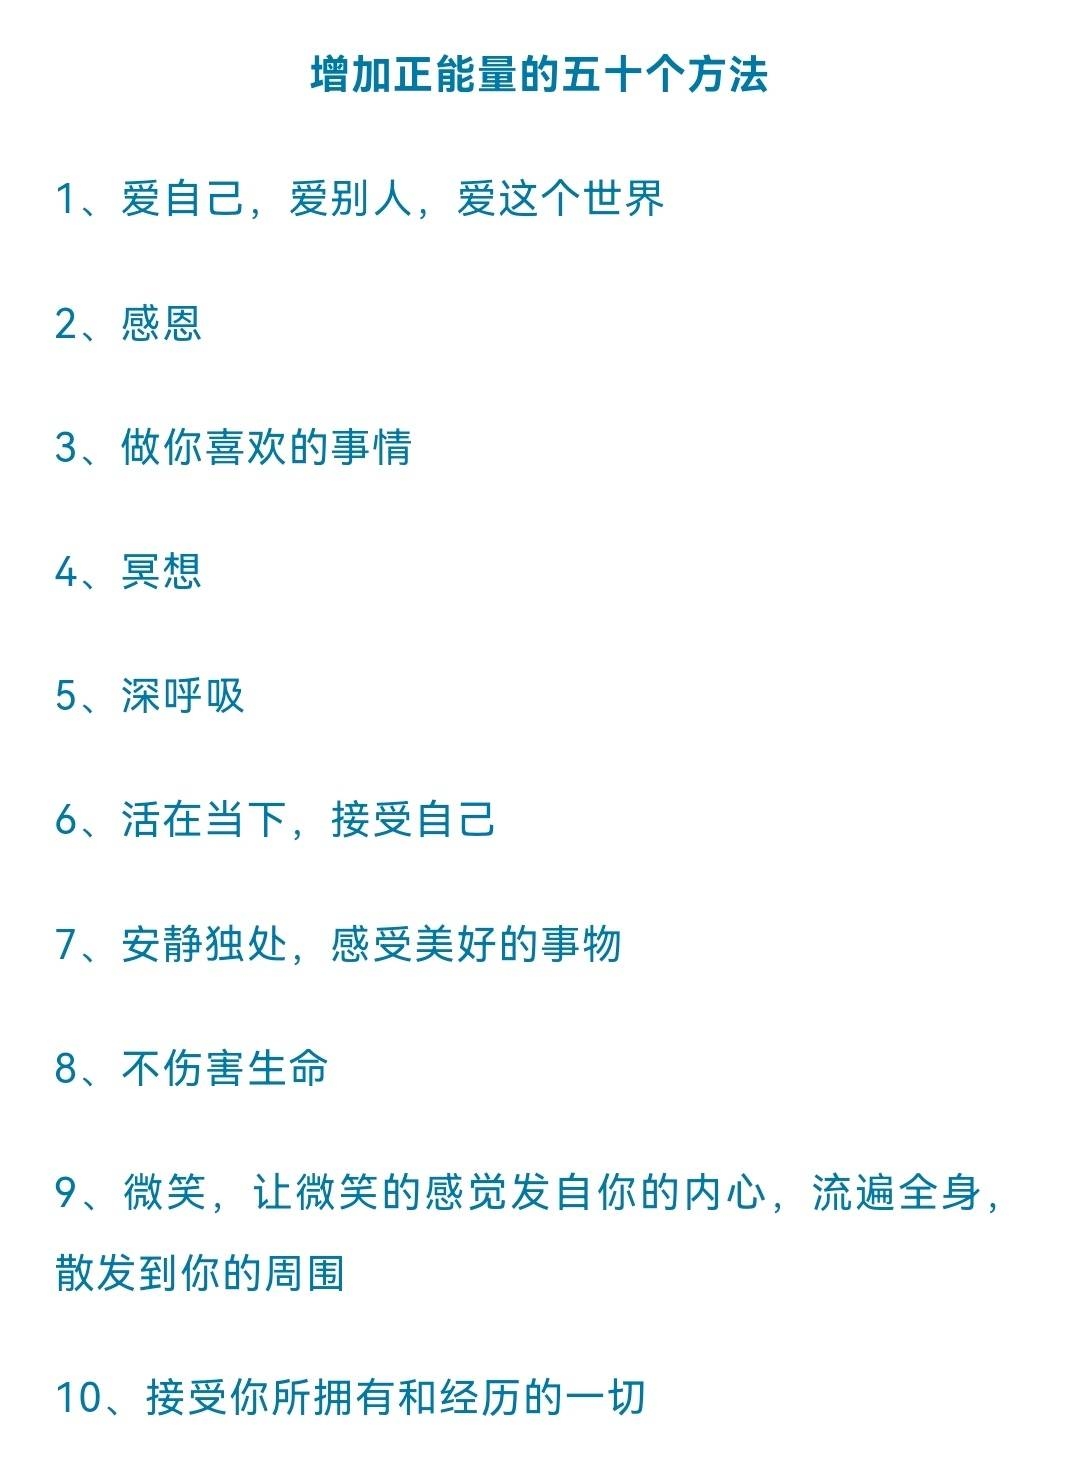 增加正能量的五十个方法
1、爱自己，爱别人，爱这个世界
2、感恩
3、做你喜欢的事情
4、冥想
5、深呼吸
6、活在当下，接受自己
7、安静独处，感受美好的事物
8、不伤害生命
9、微笑，让微笑的感觉发自你的内心，流遍全身，
散发到你的周围
10、接受你所拥有和经历的一切